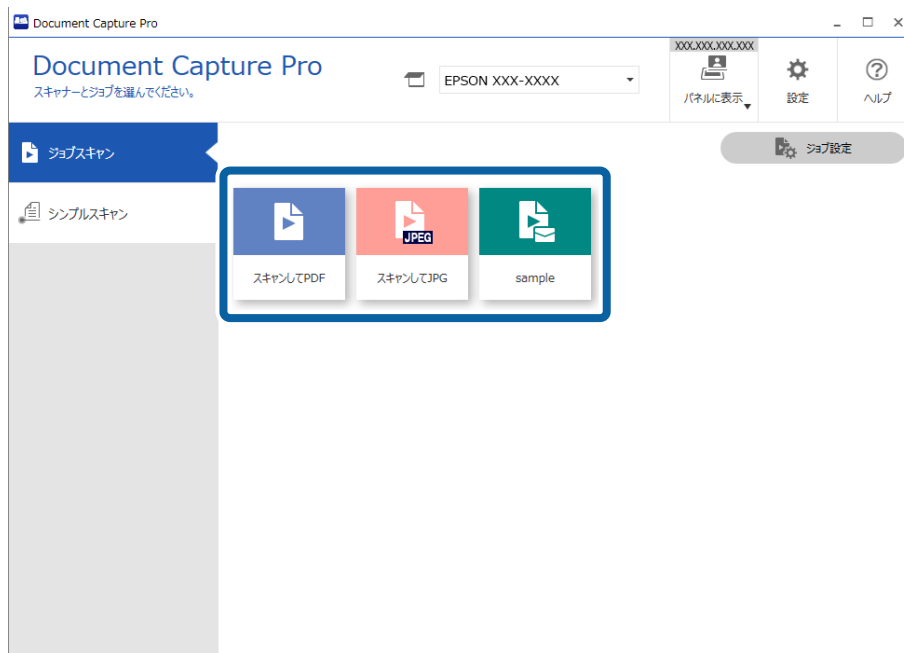 Document Capture Pro
Document Capture Pro
スキャナーとジョブを選んでください。
EPSON XXX-XXXX
XXX.XXX.XXX.XXX
パネルに表示
設定
ヘルプ
ジョブスキャン
ジョブ設定
シンプルスキャン
JPEG
スキャンしてPDF
スキャンしてJPG
sample